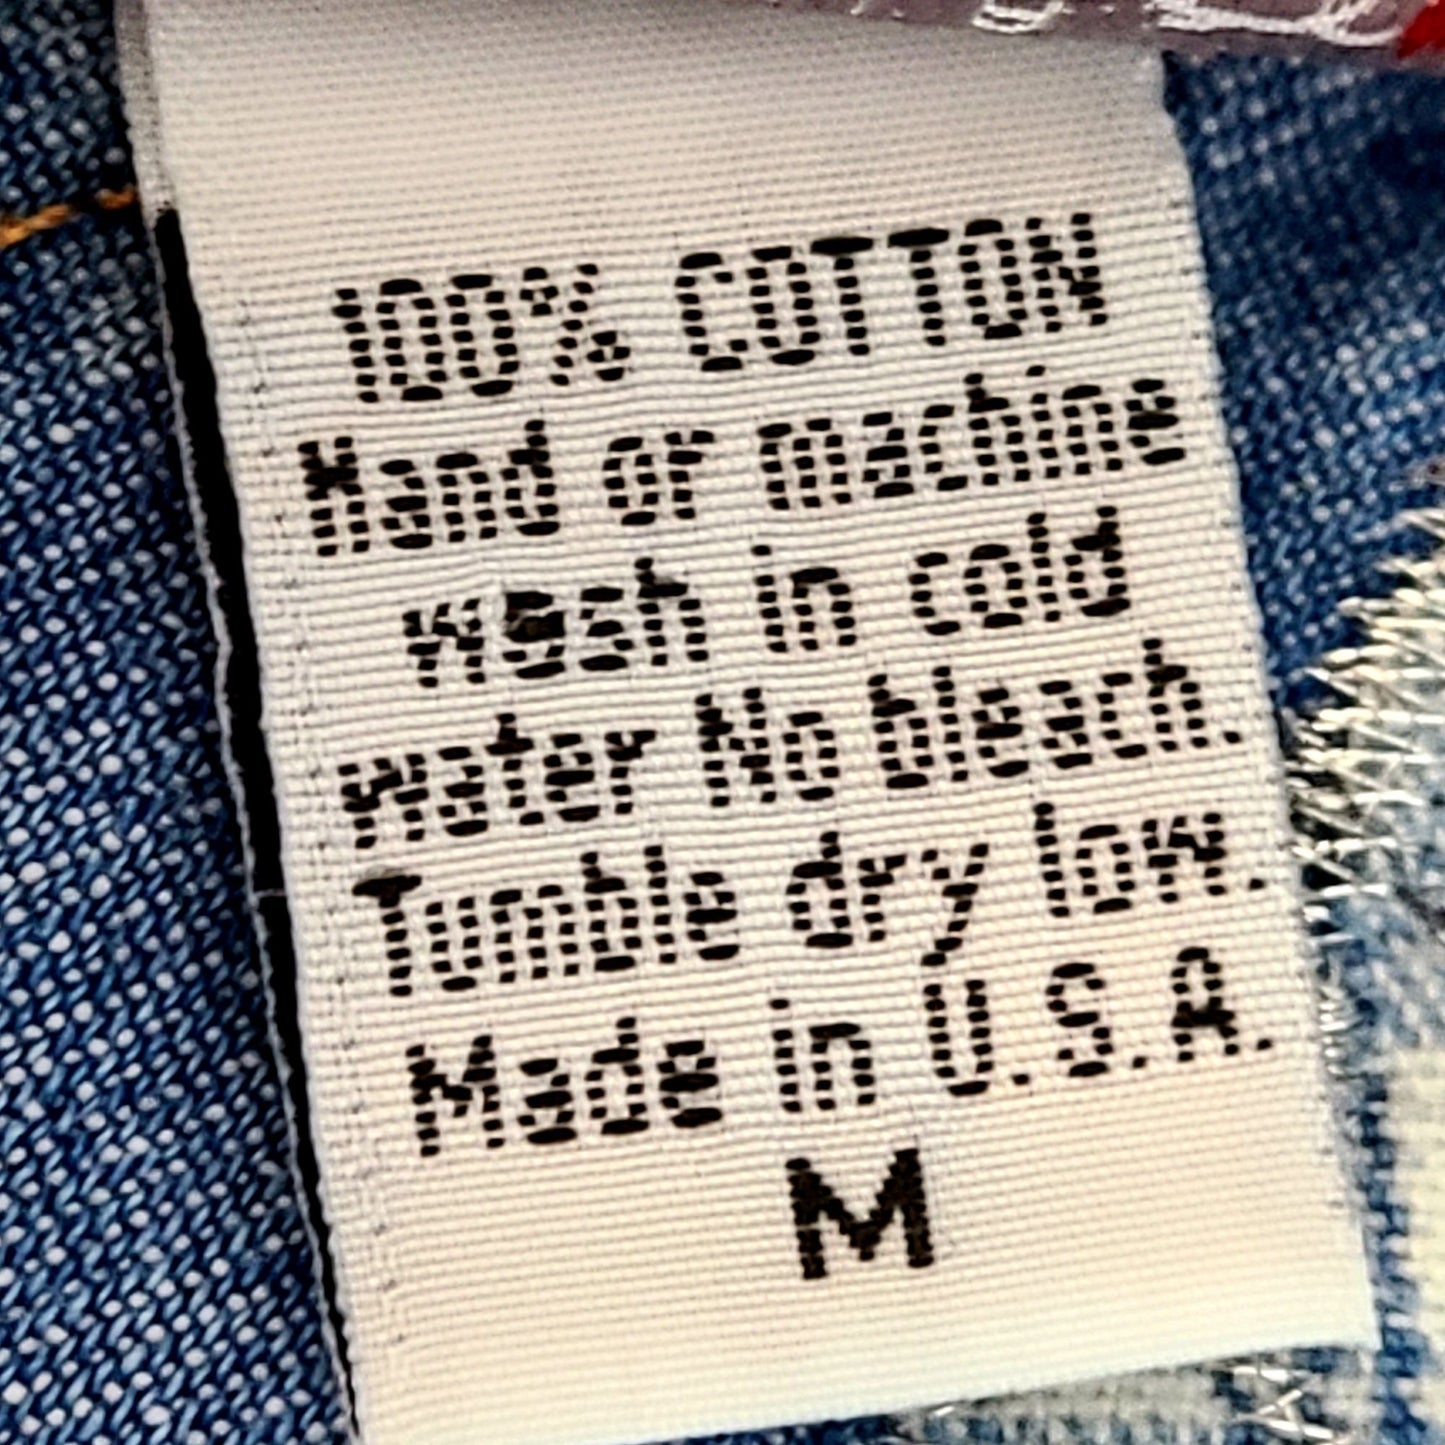 100% COTTON
Hand or machine
wash in cold
water No bleach.
Tumble dry low.
Made in U.S.A.
M